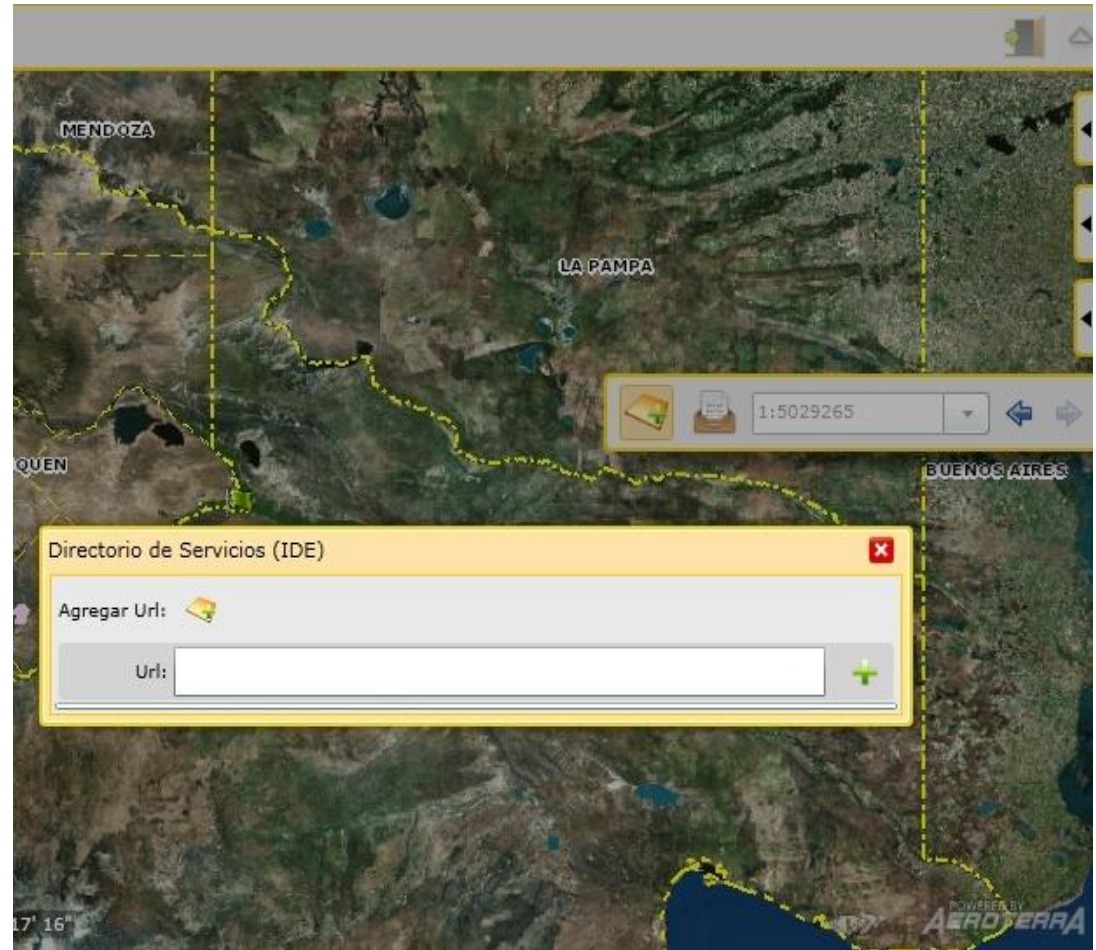 MENDOZA
LA PAMPA
1:5029265
QUEN
BUENOS AIRES
Directorio de Servicios (IDE)
Agregar Url:
Url:
17' 16"
POWERED BY
AEROTERRA